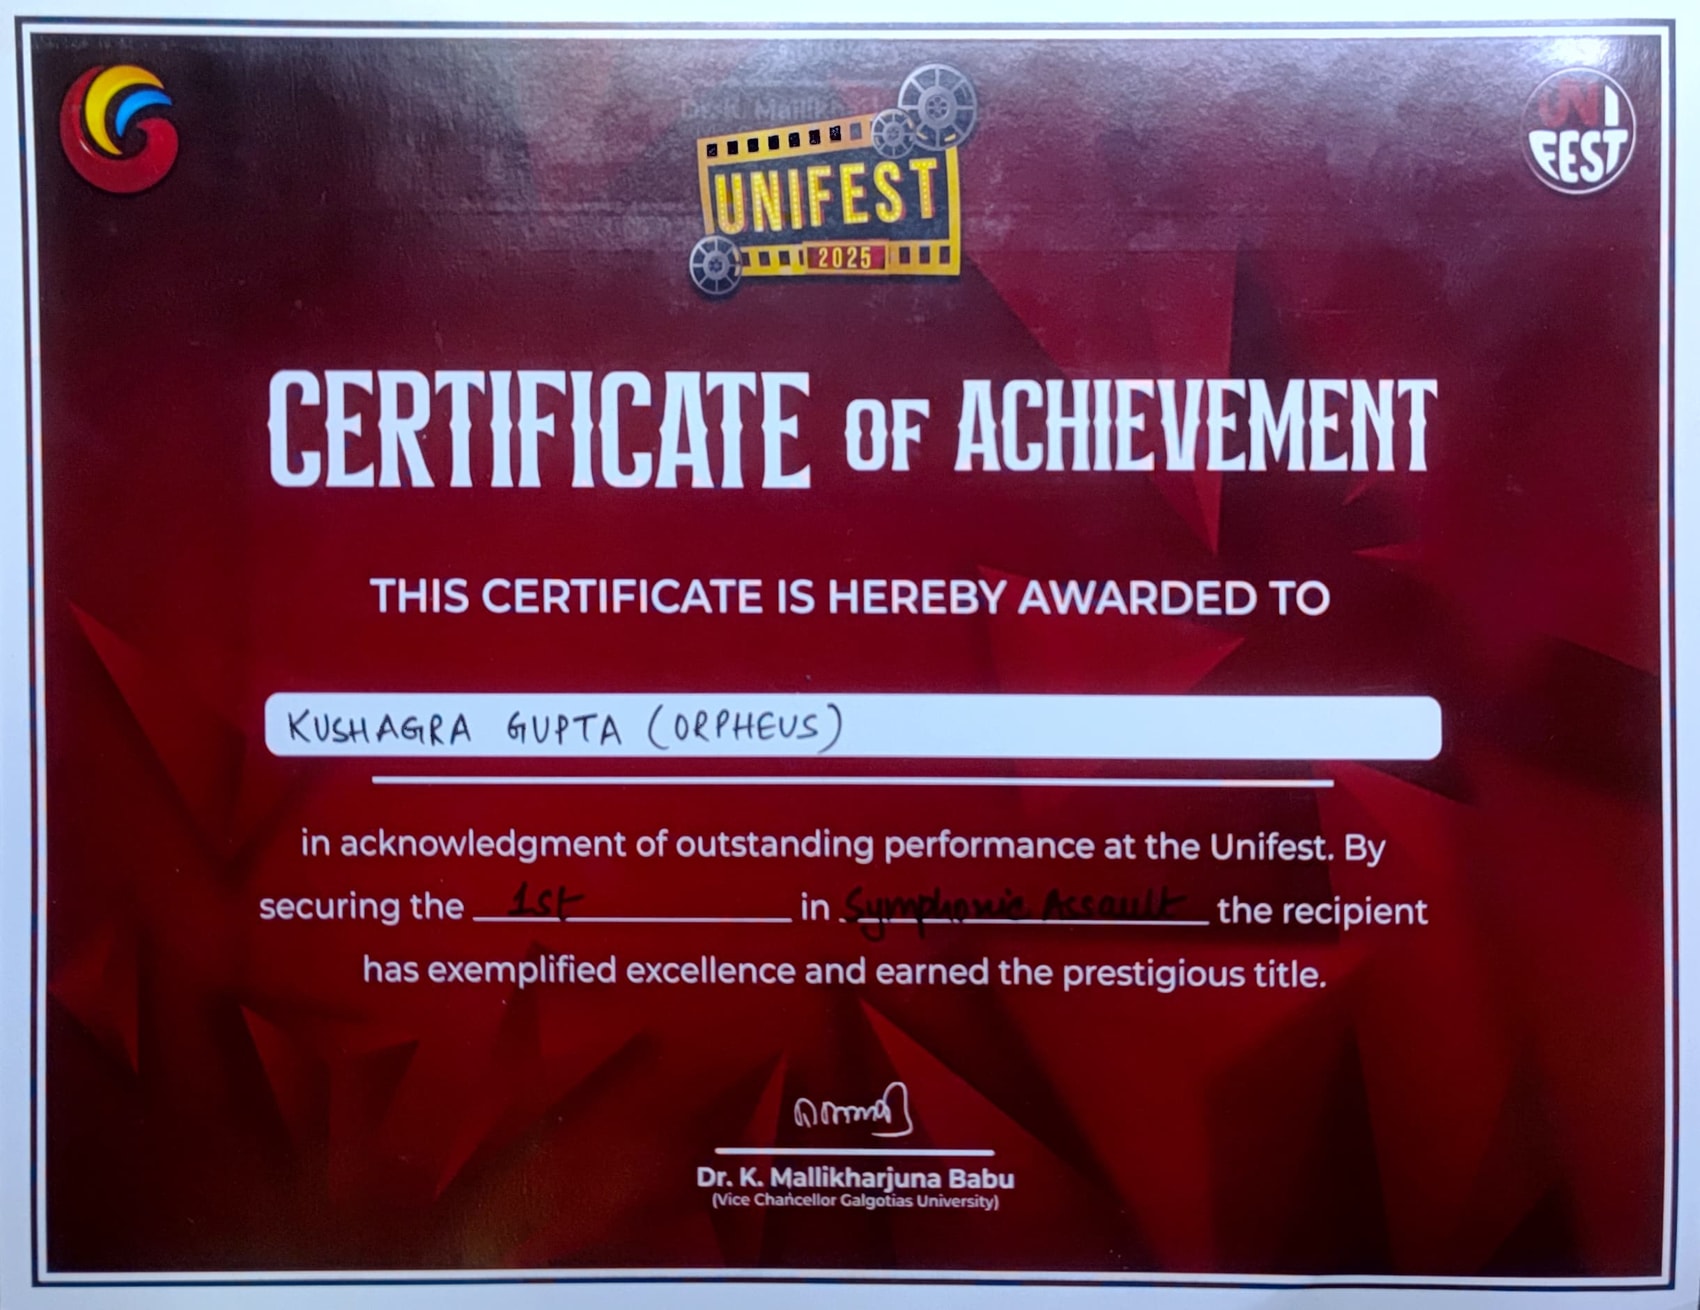 UNIFEST
2025
UNI
FEST
CERTIFICATE OF ACHIEVEMENT
THIS CERTIFICATE IS HEREBY AWARDED TO
KUSHAGRA GUPTA (ORPHEUS)
in acknowledgment of outstanding performance at the Unifest. By
securing the 1st in Symphonic Assault the recipient
has exemplified excellence and earned the prestigious title.
Dr. K. Mallikharjuna Babu
(Vice Chancellor Galgotias University)